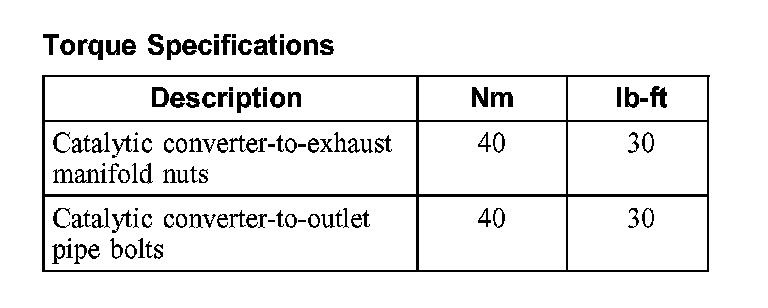 Torque Specifications
Description Nm lb-ft
Catalytic converter-to-exhaust 40 30
manifold nuts
Catalytic converter-to-outlet 40 30
pipe bolts